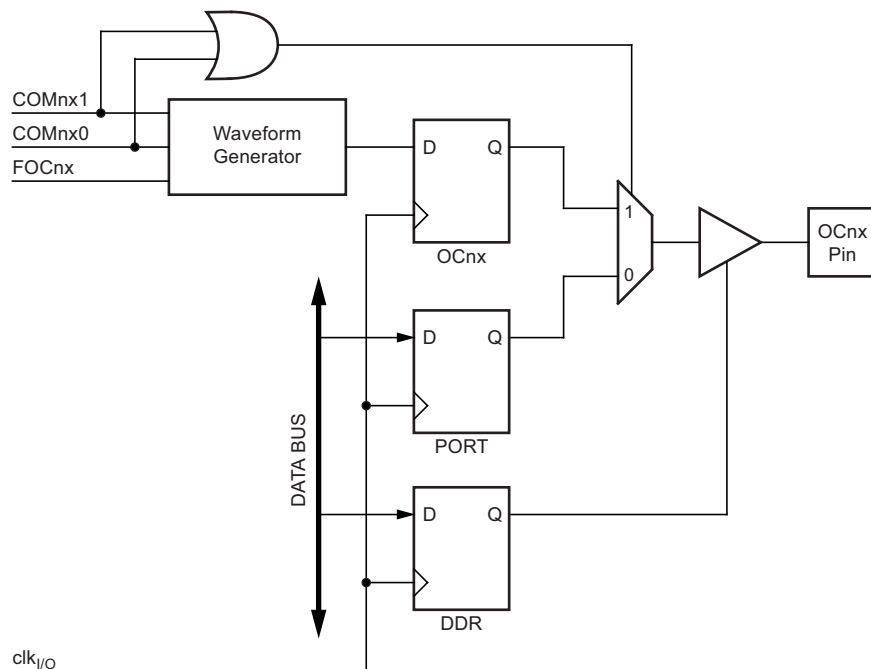 COMnx1
COMnx0
FOCnx
Waveform
Generator
D
Q
OCnx
1
0
OCnx
Pin
D
Q
PORT
DATA BUS
D
Q
DDR
clkI/O